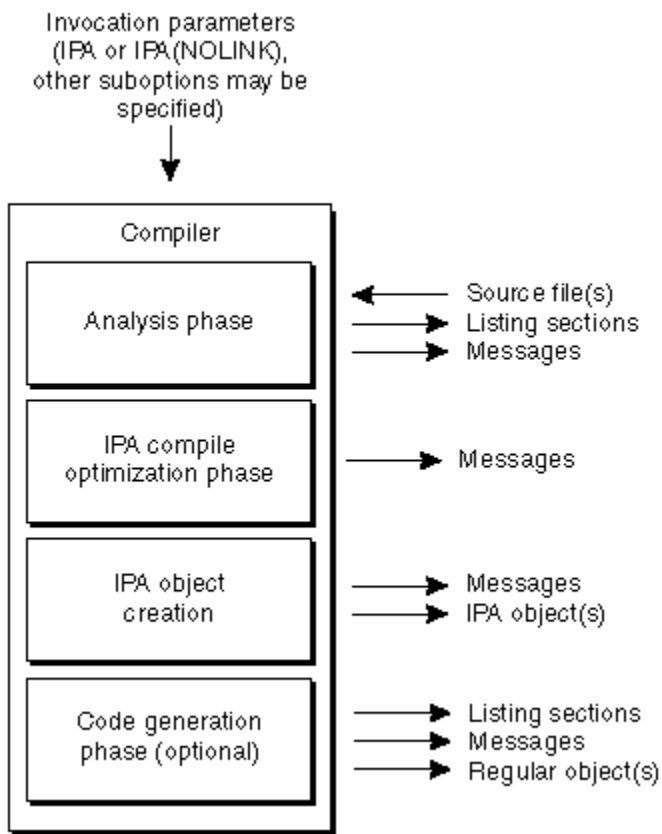 Invocation parameters
(IPA or IPA(NOLINK),
other suboptions may be
specified)
Compiler
Analysis phase
Source file(s)
Listing sections
Messages
IPA compile
optimization phase
Messages
IPA object
creation
Messages
IPA object(s)
Code generation
phase (optional)
Listing sections
Messages
Regular object(s)